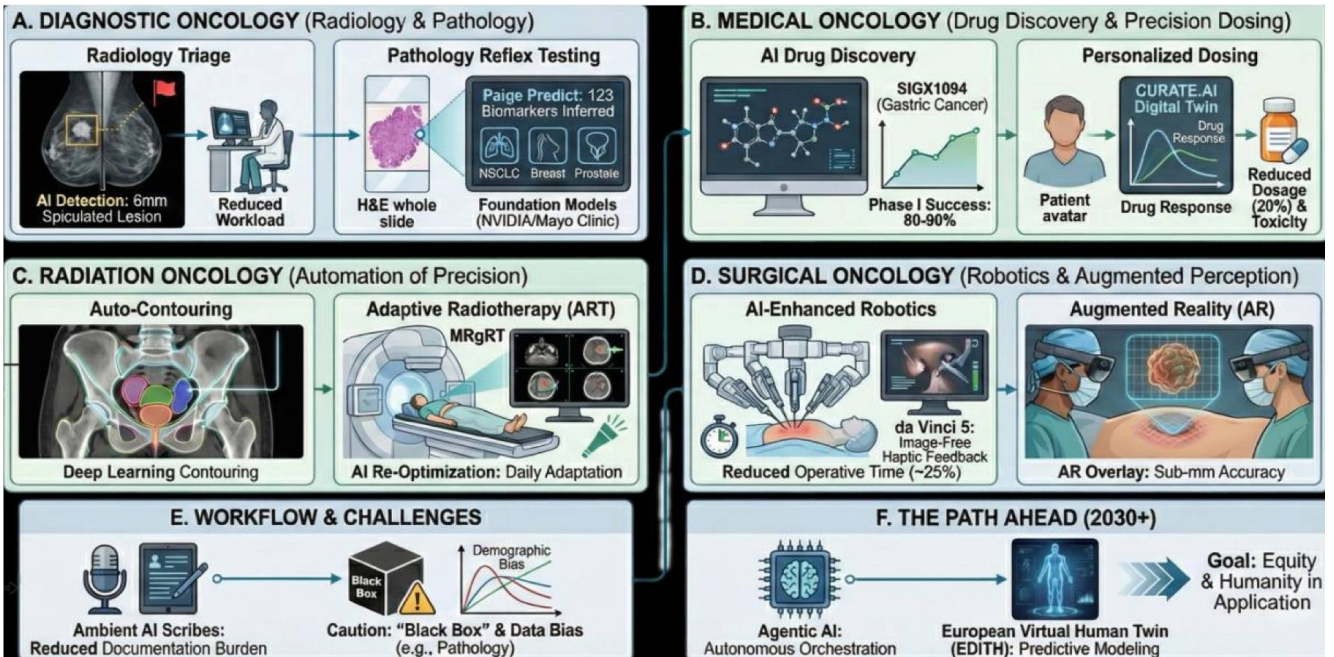 A. DIAGNOSTIC ONCOLOGY (Radiology & Pathology)
Radiology Triage
AI Detection: 6mm
Spiculated Lesion
Reduced
Workload
Pathology Reflex Testing
H&E whole
slide
Paige Predict: 123
Biomarkers Inferred
NSCLC
Breast
Prostele
Foundation Models
(NVIDIA/Mayo Clinic)
B. MEDICAL ONCOLOGY (Drug Discovery & Precision Dosing)
AI Drug Discovery
SIGX1094
(Gastric Cancer)
Phase I Success:
80-90%
Personalized Dosing
Patient
avatar
CURATE.AI
Digital Twin
Drug
Response
Drug Response
Reduced
Dosage
(20%) &
Toxicity
C. RADIATION ONCOLOGY (Automation of Precision)
Auto-Contouring
Deep Learning Contouring
Adaptive Radiotherapy (ART)
MRgRT
AI Re-Optimization: Daily Adaptation
D. SURGICAL ONCOLOGY (Robotics & Augmented Perception)
AI-Enhanced Robotics
da Vinci 5:
Image-Free
Haptic Feedback
Reduced Operative Time (~25%)
Augmented Reality (AR)
AR Overlay: Sub-mm Accuracy
E. WORKFLOW & CHALLENGES
Ambient AI Scribes:
Reduced Documentation Burden
Black
Box
Demographic
Bias
Caution: "Black Box" & Data Bias
(e.g., Pathology)
F. THE PATH AHEAD (2030+)
Agentic AI:
Autonomous Orchestration
European Virtual Human Twin
(EDITH): Predictive Modeling
Goal: Equity
& Humanity in
Application